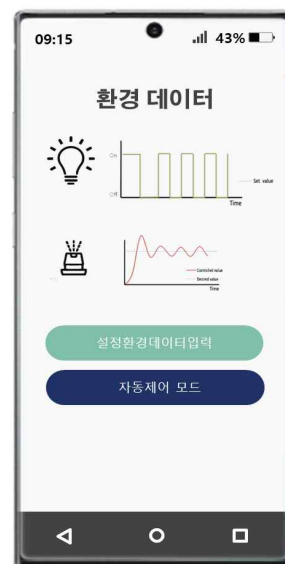 09:15 43%
환경 데이터
On
Off
Set value
Time
Controlled value
Desired value
Time
설정환경데이터입력
자동제어 모드